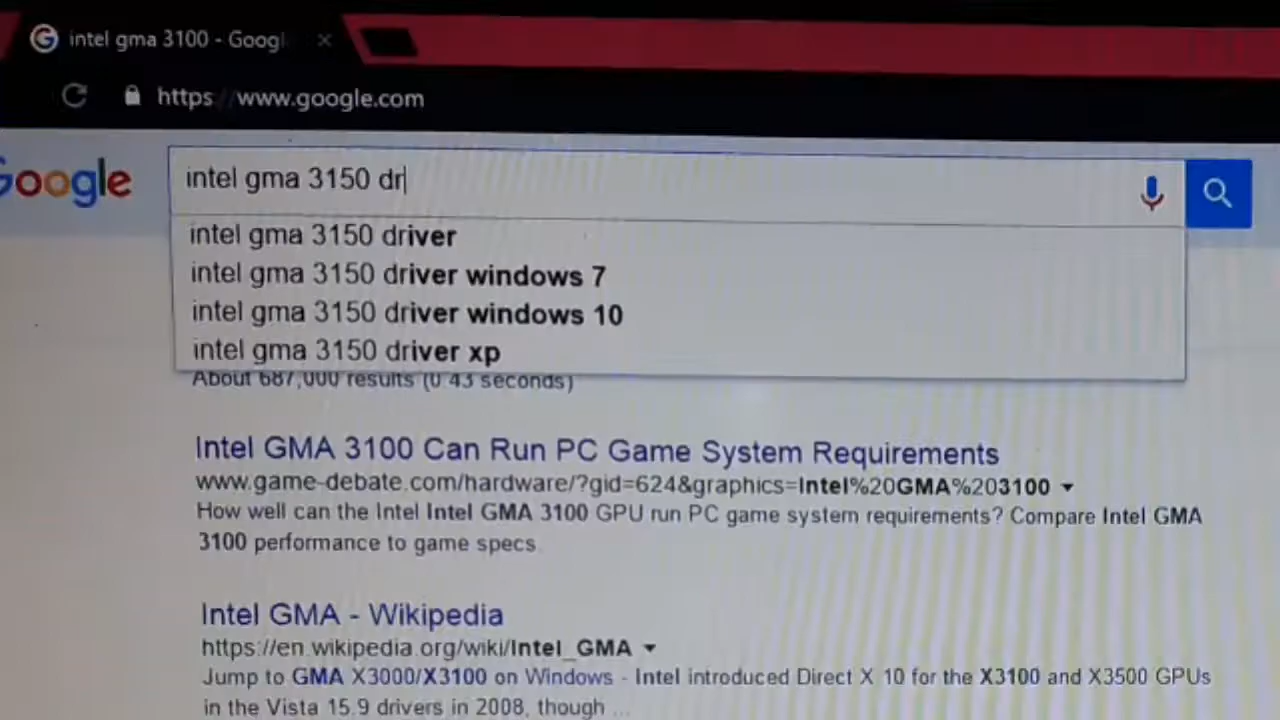 intel gma 3100 - Googl
https://www.google.com
Google
intel gma 3150 dr
intel gma 3150 driver
intel gma 3150 driver windows 7
intel gma 3150 driver windows 10
intel gma 3150 driver xp
About 687,000 results (0.43 seconds)
Intel GMA 3100 Can Run PC Game System Requirements
www.game-debate.com/hardware/?gid=624&graphics=Intel%20GMA%203100
How well can the Intel Intel GMA 3100 GPU run PC game system requirements? Compare Intel GMA
3100 performance to game specs
Intel GMA - Wikipedia
https://en.wikipedia.org/wiki/Intel_GMA
Jump to GMA X3000/X3100 on Windows - Intel introduced Direct X 10 for the X3100 and X3500 GPUs
in the Vista 15.9 drivers in 2008, though ...